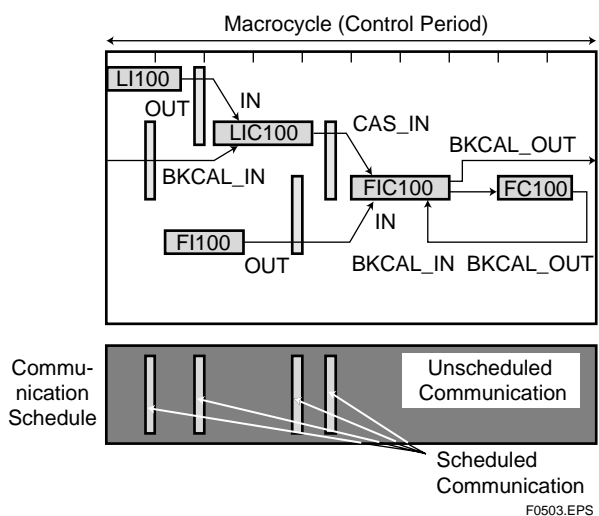 Macrocycle (Control Period)
LI100
OUT
IN
LIC100
CAS_IN
BKCAL_OUT
BKCAL_IN
FIC100
FC100
IN
FI100
OUT
BKCAL_IN
BKCAL_OUT
Commu-
nication
Schedule
Unscheduled
Communication
Scheduled
Communication
F0503.EPS